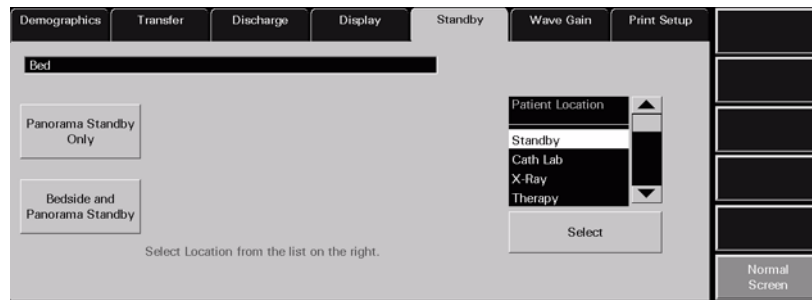 Demographics Transfer Discharge Display Standby Wave Gain Print Setup
Bed
Patient Location
Panorama Standby
Only
Standby
Cath Lab
X-Ray
Therapy
Bedside and
Panorama Standby
Select
Select Location from the list on the right.
Normal
Screen